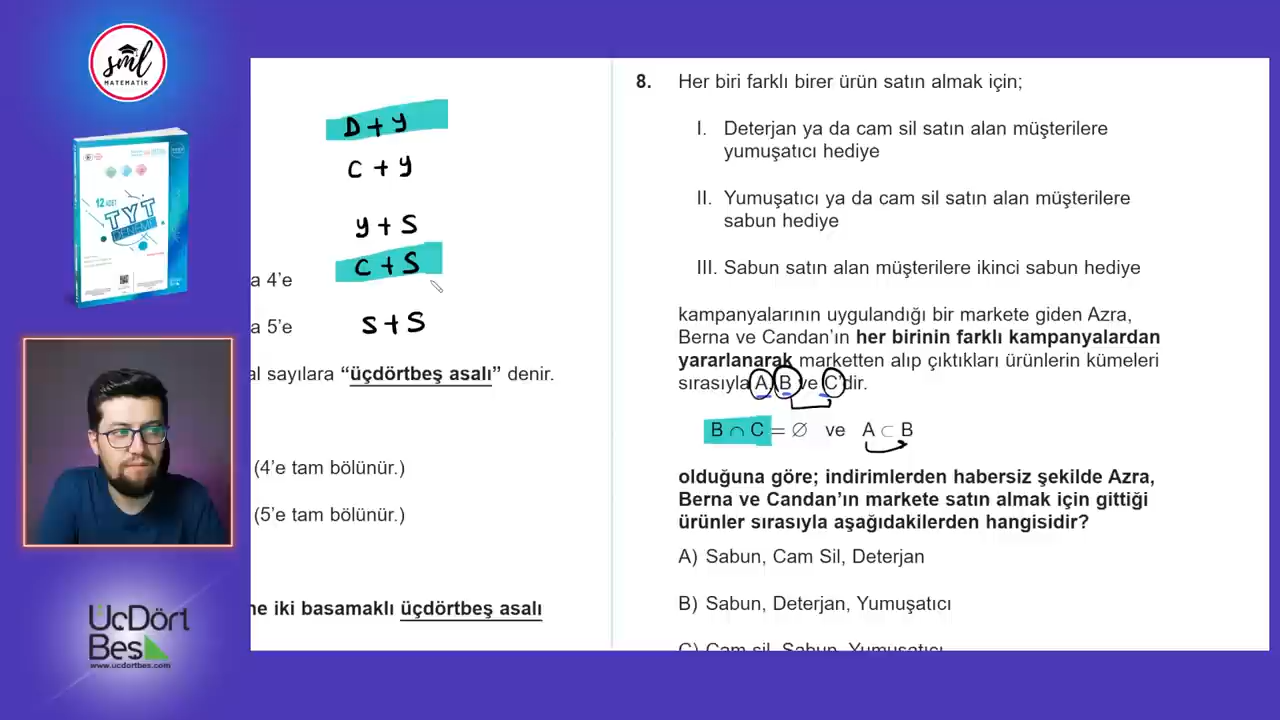 sml
MATEMATİK
12 ADET
TYT
DENEME
D + y
C + y
y + S
C + S
S + S
a 4’e
a 5’e
al sayılara “üçdörtbeş asalı” denir.
(4’e tam bölünür.)
(5’e tam bölünür.)
ne iki basamaklı üçdörtbeş asalı
8. Her biri farklı birer ürün satın almak için;
I. Deterjan ya da cam sil satın alan müşterilere
yumuşatıcı hediye
II. Yumuşatıcı ya da cam sil satın alan müşterilere
sabun hediye
III. Sabun satın alan müşterilere ikinci sabun hediye
kampanyalarının uygulandığı bir markete giden Azra,
Berna ve Candan’ın her birinin farklı kampanyalardan
yararlanarak marketten alıp çıktıkları ürünlerin kümeleri
sırasıyla A, B ve C’dir.
B ∩ C = ∅ ve A ⊂ B
olduğuna göre; indirimlerden habersiz şekilde Azra,
Berna ve Candan’ın markete satın almak için gittiği
ürünler sırasıyla aşağıdakilerden hangisidir?
A) Sabun, Cam Sil, Deterjan
B) Sabun, Deterjan, Yumuşatıcı
C) Cam sil, Sabun, Yumuşatıcı
ÜcDört
Beş
www.ucdortbes.com